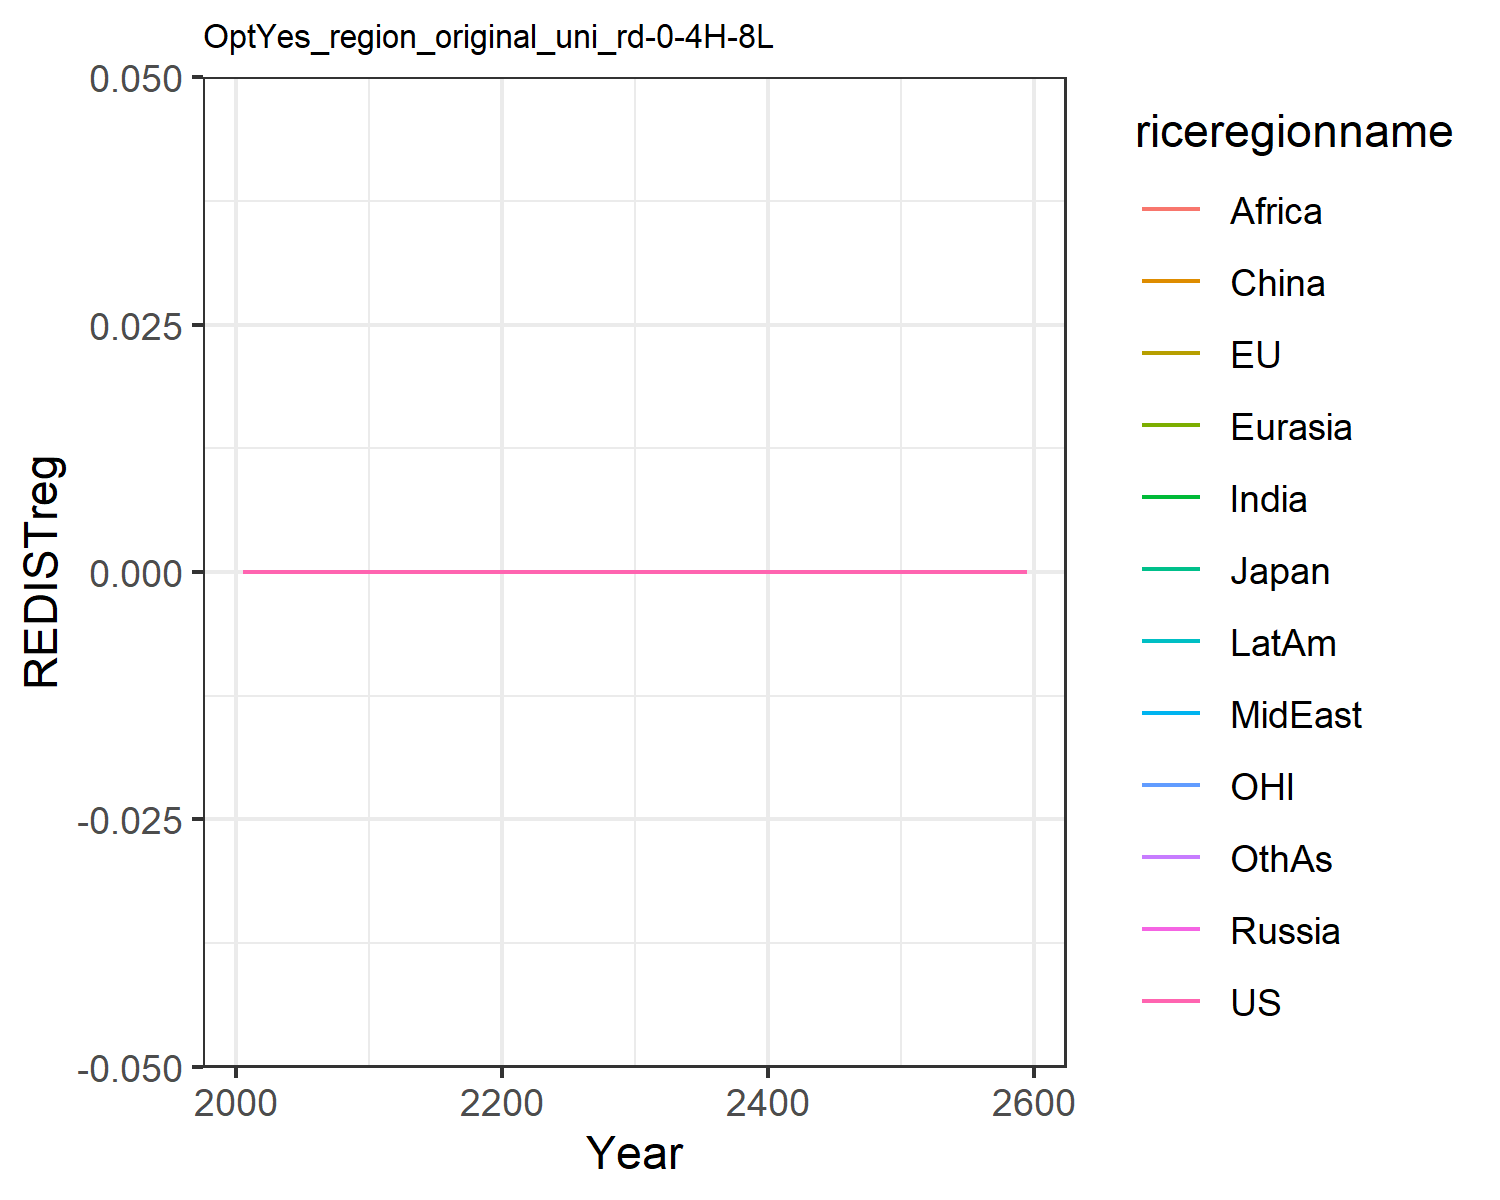 OptYes_region_original_uni_rd-0-4H-8L
0.050
0.025
0.000
-0.025
-0.050
REDISTreg
2000 2200 2400 2600
Year
riceregionname
Africa
China
EU
Eurasia
India
Japan
LatAm
MidEast
OHI
OthAs
Russia
US